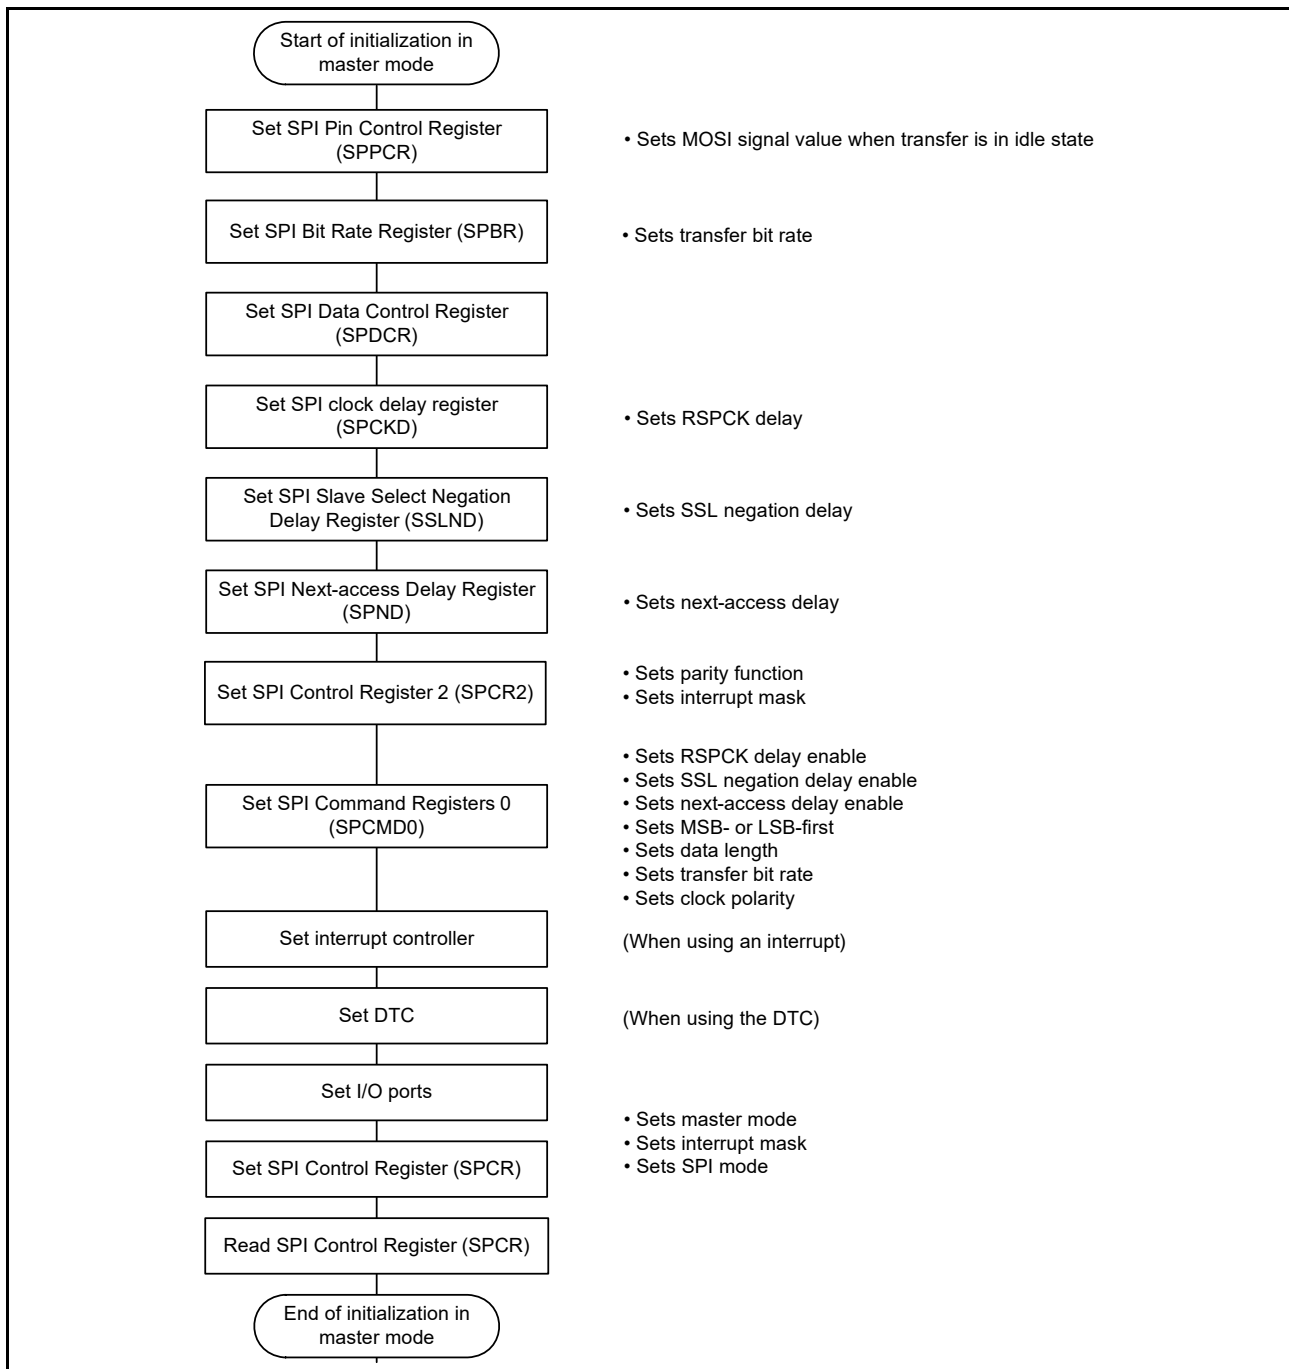 Start of initialization in
master mode
Set SPI Pin Control Register
(SPPCR)
• Sets MOSI signal value when transfer is in idle state
Set SPI Bit Rate Register (SPBR)
• Sets transfer bit rate
Set SPI Data Control Register
(SPDCR)
Set SPI clock delay register
(SPCKD)
• Sets RSPCK delay
Set SPI Slave Select Negation
Delay Register (SSLND)
• Sets SSL negation delay
Set SPI Next-access Delay Register
(SPND)
• Sets next-access delay
Set SPI Control Register 2 (SPCR2)
• Sets parity function
• Sets interrupt mask
Set SPI Command Registers 0
(SPCMD0)
• Sets RSPCK delay enable
• Sets SSL negation delay enable
• Sets next-access delay enable
• Sets MSB- or LSB-first
• Sets data length
• Sets transfer bit rate
• Sets clock polarity
Set interrupt controller
(When using an interrupt)
Set DTC
(When using the DTC)
Set I/O ports
Set SPI Control Register (SPCR)
• Sets master mode
• Sets interrupt mask
• Sets SPI mode
Read SPI Control Register (SPCR)
End of initialization in
master mode